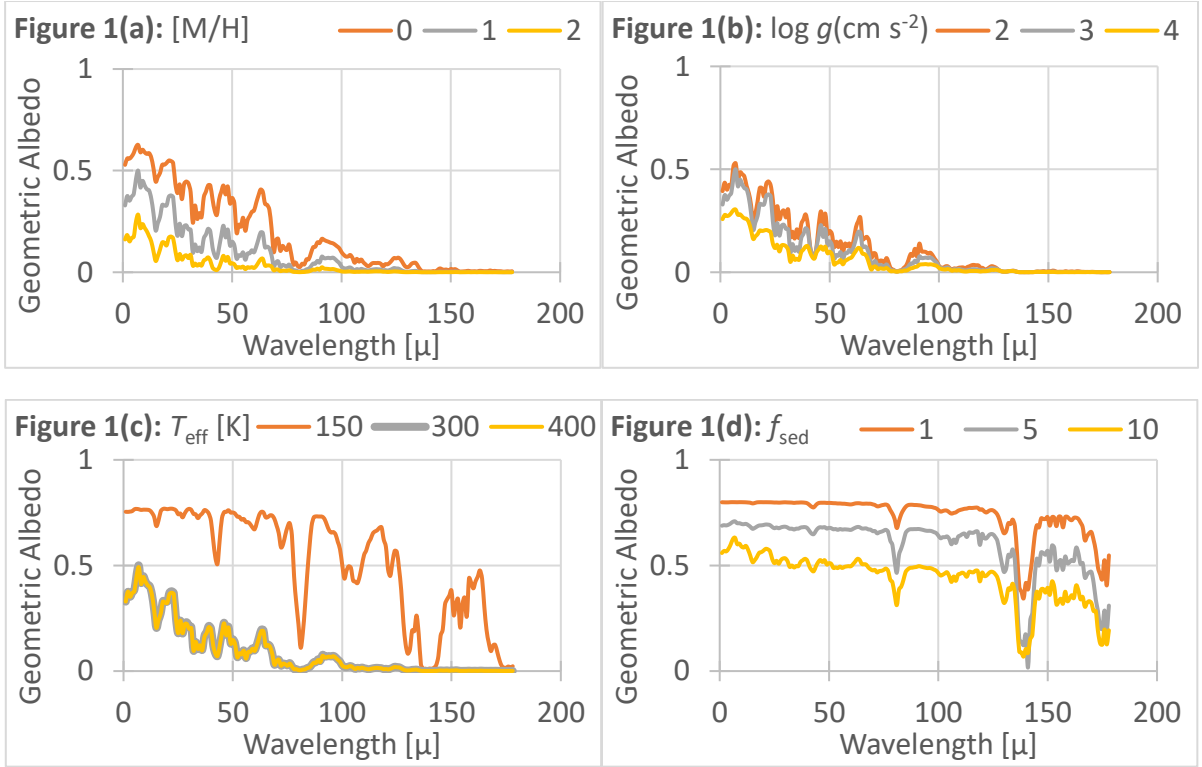 Figure 1(a): [M/H] 0 1 2
Geometric Albedo
1
0.5
0
0 50 100 150 200
Wavelength [µ]
Figure 1(b): log g(cm s⁻²) 2 3 4
Geometric Albedo
1
0.5
0
0 50 100 150 200
Wavelength [µ]
Figure 1(c): Teff [K] 150 300 400
Geometric Albedo
1
0.5
0
0 50 100 150 200
Wavelength [µ]
Figure 1(d): fsed 1 5 10
Geometric Albedo
1
0.5
0
0 50 100 150 200
Wavelength [µ]